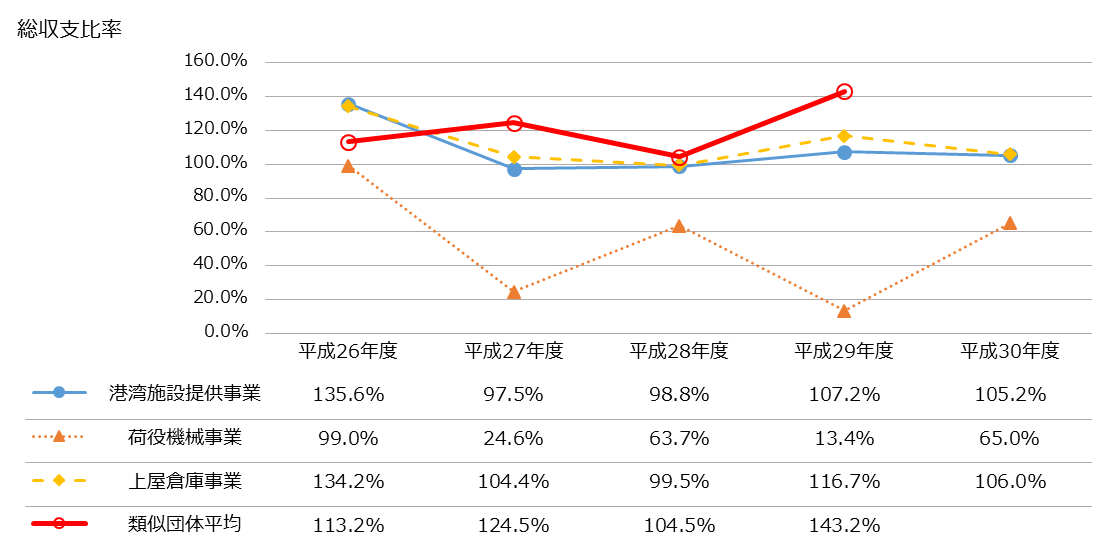 総収支比率
160.0%
140.0%
120.0%
100.0%
80.0%
60.0%
40.0%
20.0%
0.0%
平成26年度 平成27年度 平成28年度 平成29年度 平成30年度
港湾施設提供事業 135.6% 97.5% 98.8% 107.2% 105.2%
荷役機械事業 99.0% 24.6% 63.7% 13.4% 65.0%
上屋倉庫事業 134.2% 104.4% 99.5% 116.7% 106.0%
類似団体平均 113.2% 124.5% 104.5% 143.2%